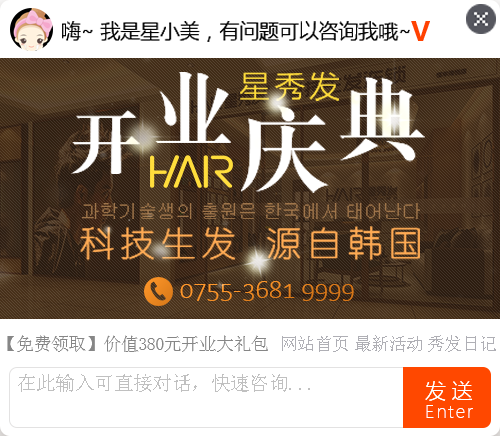 嗨~ 我是星小美，有问题可以咨询我哦~V
星秀发
开业庆典
HAIR
과학기술생의 출원은 한국에서 태어난다
科技生发 源自韩国
0755-3681 9999
【免费领取】价值380元开业大礼包 网站首页 最新活动 秀发日记
在此输入可直接对话，快速咨询...
发送
Enter